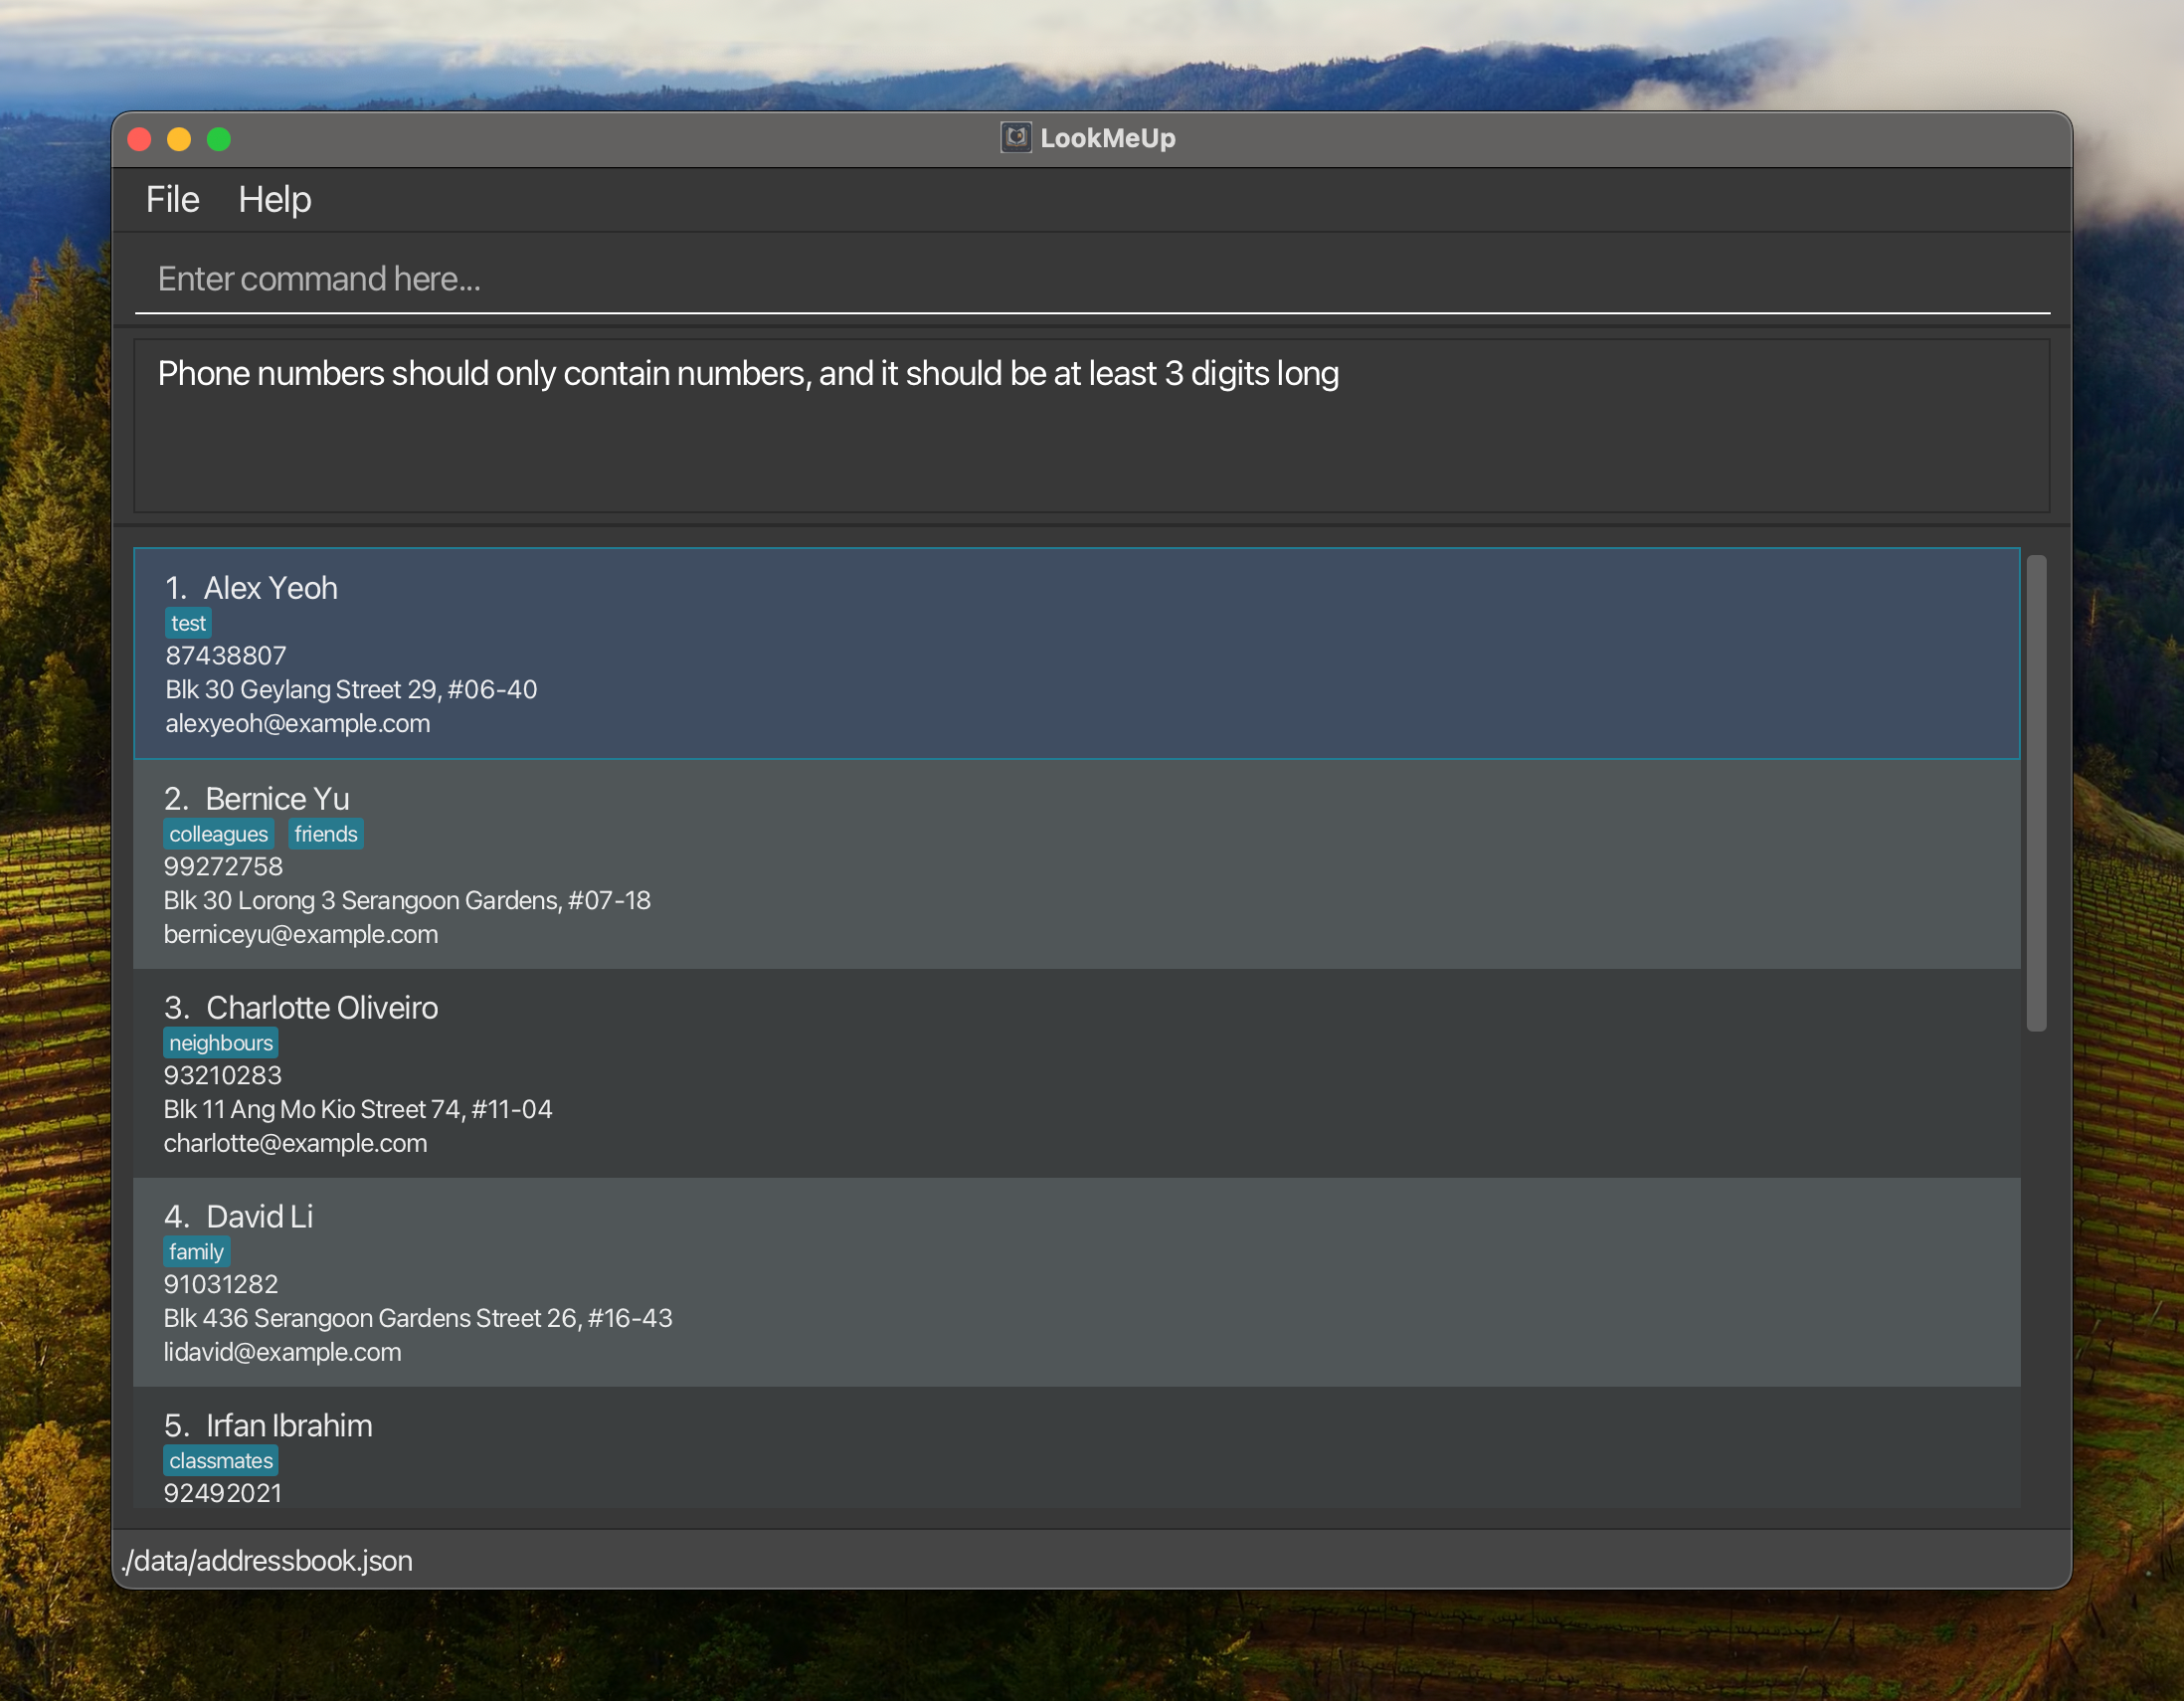 LookMeUp
File Help
Enter command here...
Phone numbers should only contain numbers, and it should be at least 3 digits long
1. Alex Yeoh
test
87438807
Blk 30 Geylang Street 29, #06-40
alexyeoh@example.com
2. Bernice Yu
colleagues friends
99272758
Blk 30 Lorong 3 Serangoon Gardens, #07-18
berniceyu@example.com
3. Charlotte Oliveiro
neighbours
93210283
Blk 11 Ang Mo Kio Street 74, #11-04
charlotte@example.com
4. David Li
family
91031282
Blk 436 Serangoon Gardens Street 26, #16-43
lidavid@example.com
5. Irfan Ibrahim
classmates
92492021
./data/addressbook.json